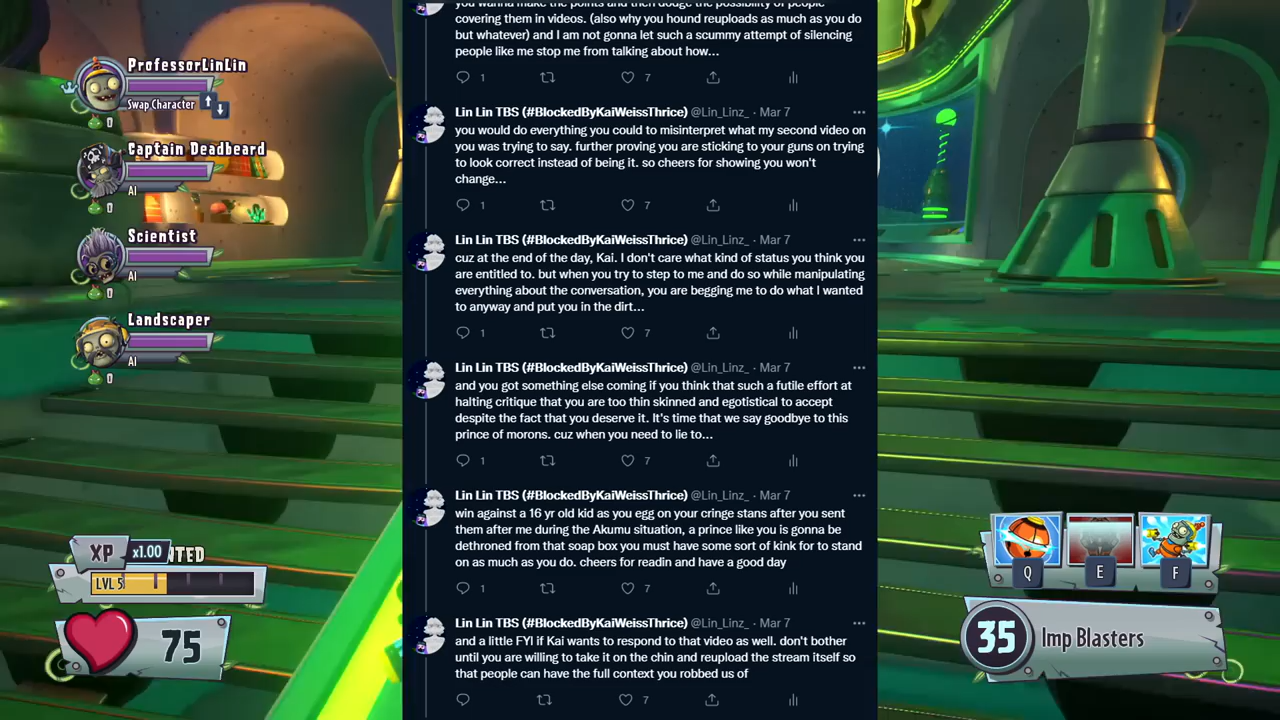 you wanna make the points and then dodge the possibility of people
covering them in videos. (also why you hound reuploads as much as you do
but whatever) and I am not gonna let such a scummy attempt of silencing
people like me stop me from talking about how...
1 7
Lin Lin TBS (#BlockedByKaiWeissThrice) @Lin_Linz_ · Mar 7
you would do everything you could to misinterpret what my second video on
you was trying to say. further proving you are sticking to your guns on trying
to look correct instead of being it. so cheers for showing you won't
change...
1 7
Lin Lin TBS (#BlockedByKaiWeissThrice) @Lin_Linz_ · Mar 7
cuz at the end of the day, Kai. I don't care what kind of status you think you
are entitled to. but when you try to step to me and do so while manipulating
everything about the conversation, you are begging me to do what I wanted
to anyway and put you in the dirt...
1 7
Lin Lin TBS (#BlockedByKaiWeissThrice) @Lin_Linz_ · Mar 7
and you got something else coming if you think that such a futile effort at
halting critique that you are too thin skinned and egotistical to accept
despite the fact that you deserve it. It's time that we say goodbye to this
prince of morons. cuz when you need to lie to...
1 7
Lin Lin TBS (#BlockedByKaiWeissThrice) @Lin_Linz_ · Mar 7
win against a 16 yr old kid as you egg on your cringe stans after you sent
them after me during the Akumu situation, a prince like you is gonna be
dethroned from that soap box you must have some sort of kink for to stand
on as much as you do. cheers for readin and have a good day
1 7
Lin Lin TBS (#BlockedByKaiWeissThrice) @Lin_Linz_ · Mar 7
and a little FYI if Kai wants to respond to that video as well. don't bother
until you are willing to take it on the chin and reupload the stream itself so
that people can have the full context you robbed us of
7
ProfessorLinLin
Swap Character
0
Captain Deadbeard
AI
0
Scientist
AI
0
Landscaper
AI
0
XP x1.00
LVL 5
75
Q E F
35 Imp Blasters